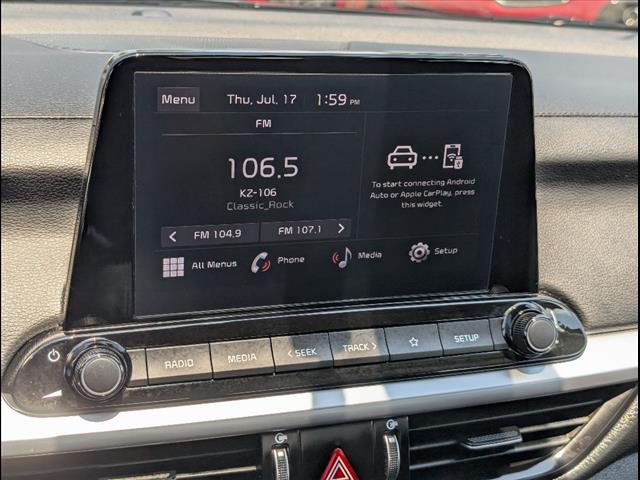 Menu Thu, Jul. 17 1:59 PM
FM
106.5
KZ-106
Classic_Rock
< FM 104.9 FM 107.1 >
To start connecting Android
Auto or Apple CarPlay, press
this widget.
All Menus Phone Media Setup
RADIO MEDIA < SEEK TRACK > SETUP